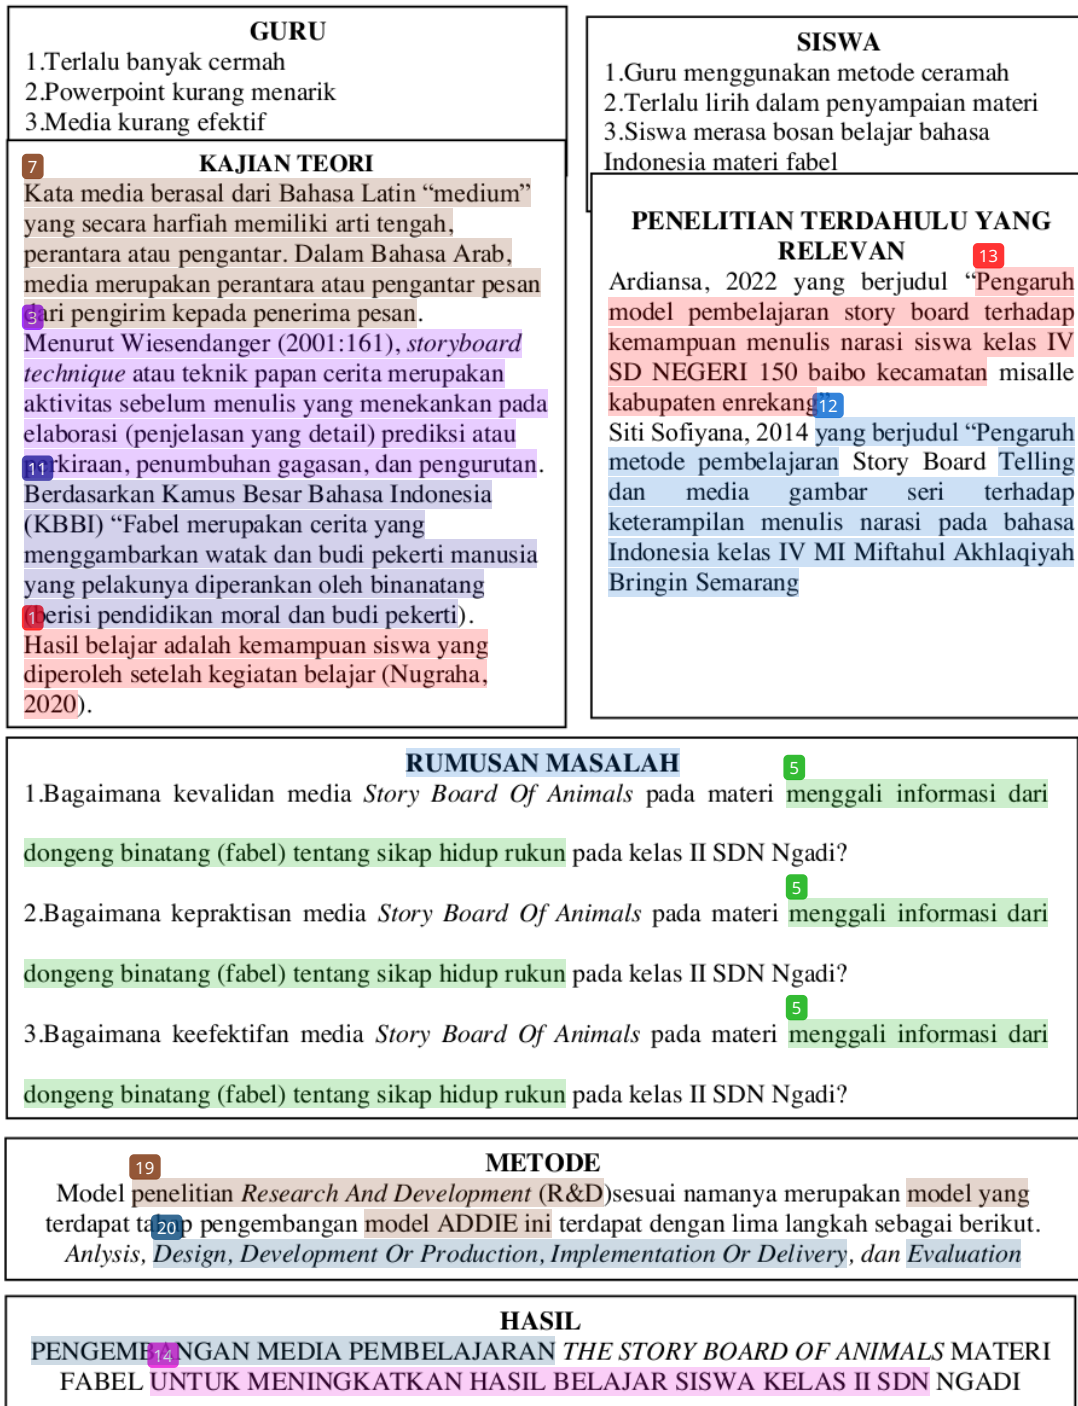 GURU
1.Terlalu banyak cermah
2.Powerpoint kurang menarik
3.Media kurang efektif
SISWA
1.Guru menggunakan metode ceramah
2.Terlalu lirih dalam penyampaian materi
3.Siswa merasa bosan belajar bahasa
Indonesia materi fabel
7
KAJIAN TEORI
Kata media berasal dari Bahasa Latin “medium”
yang secara harfiah memiliki arti tengah,
perantara atau pengantar. Dalam Bahasa Arab,
media merupakan perantara atau pengantar pesan
dari pengirim kepada penerima pesan.
3
Menurut Wiesendanger (2001:161), storyboard
technique atau teknik papan cerita merupakan
aktivitas sebelum menulis yang menekankan pada
elaborasi (penjelasan yang detail) prediksi atau
perkiraan, penumbuhan gagasan, dan pengurutan.
11
Berdasarkan Kamus Besar Bahasa Indonesia
(KBBI) “Fabel merupakan cerita yang
menggambarkan watak dan budi pekerti manusia
yang pelakunya diperankan oleh binanatang
(berisi pendidikan moral dan budi pekerti).
1
Hasil belajar adalah kemampuan siswa yang
diperoleh setelah kegiatan belajar (Nugraha,
2020).
PENELITIAN TERDAHULU YANG
RELEVAN
13
Ardiansa, 2022 yang berjudul “Pengaruh
model pembelajaran story board terhadap
kemampuan menulis narasi siswa kelas IV
SD NEGERI 150 baibo kecamatan misalle
kabupaten enrekang”
12
Siti Sofiyana, 2014 yang berjudul “Pengaruh
metode pembelajaran Story Board Telling
dan media gambar seri terhadap
keterampilan menulis narasi pada bahasa
Indonesia kelas IV MI Miftahul Akhlaqiyah
Bringin Semarang
RUMUSAN MASALAH
5
1.Bagaimana kevalidan media Story Board Of Animals pada materi menggali informasi dari
dongeng binatang (fabel) tentang sikap hidup rukun pada kelas II SDN Ngadi?
5
2.Bagaimana kepraktisan media Story Board Of Animals pada materi menggali informasi dari
dongeng binatang (fabel) tentang sikap hidup rukun pada kelas II SDN Ngadi?
5
3.Bagaimana keefektifan media Story Board Of Animals pada materi menggali informasi dari
dongeng binatang (fabel) tentang sikap hidup rukun pada kelas II SDN Ngadi?
METODE
19
Model penelitian Research And Development (R&D)sesuai namanya merupakan model yang
terdapat tahap pengembangan model ADDIE ini terdapat dengan lima langkah sebagai berikut.
20
Anlysis, Design, Development Or Production, Implementation Or Delivery, dan Evaluation
HASIL
PENGEMBANGAN MEDIA PEMBELAJARAN THE STORY BOARD OF ANIMALS MATERI
14
FABEL UNTUK MENINGKATKAN HASIL BELAJAR SISWA KELAS II SDN NGADI